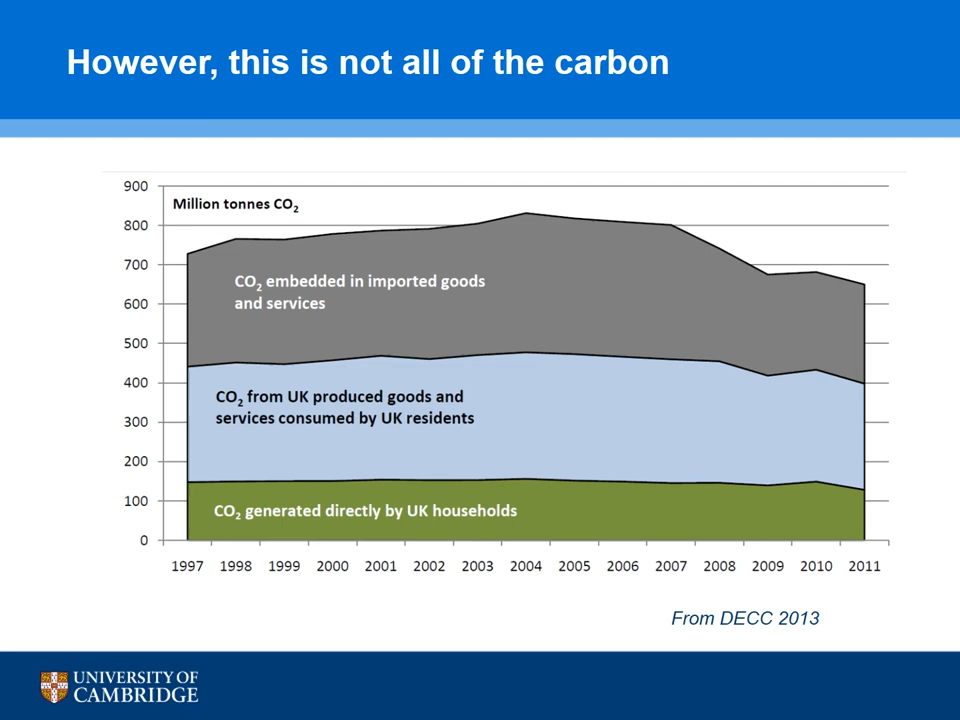 However, this is not all of the carbon
900
Million tonnes CO₂
800
700
CO₂ embedded in imported goods
and services
600
500
400
CO₂ from UK produced goods and
services consumed by UK residents
300
200
100
CO₂ generated directly by UK households
0
1997 1998 1999 2000 2001 2002 2003 2004 2005 2006 2007 2008 2009 2010 2011
From DECC 2013
UNIVERSITY OF
CAMBRIDGE